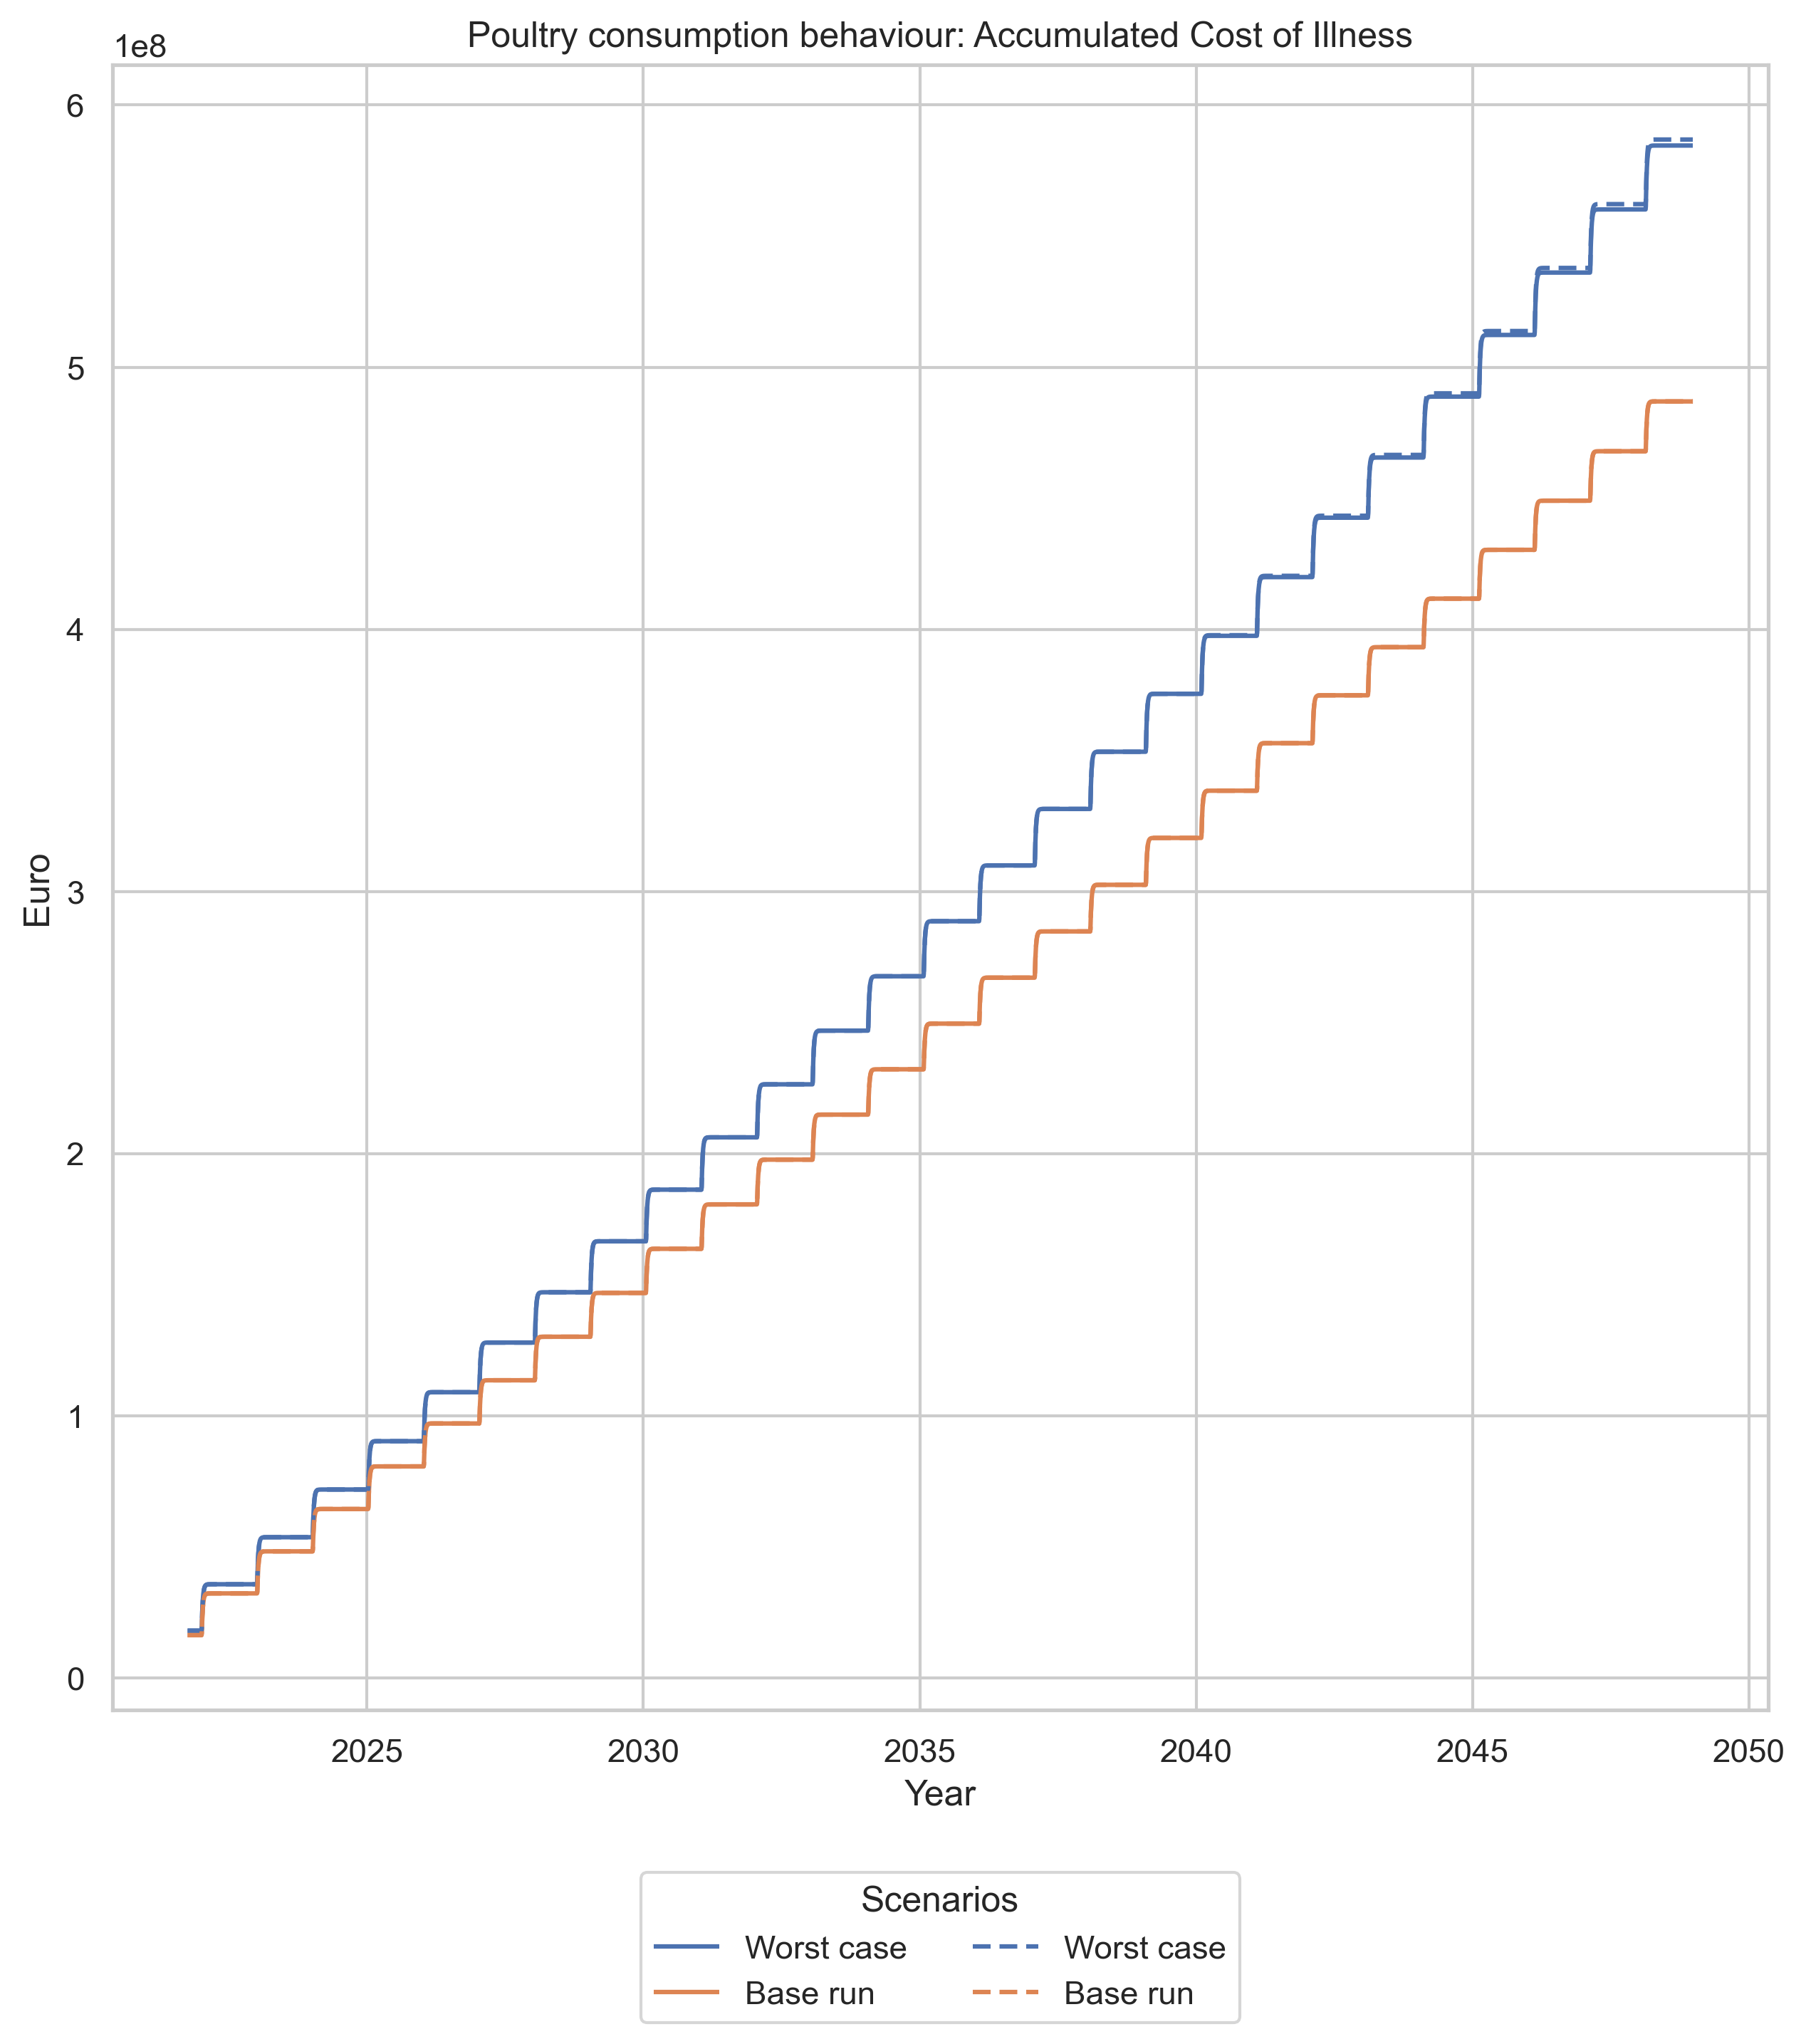 Poultry consumption behaviour: Accumulated Cost of Illness
1e8
6
5
4
3
2
1
0
Euro
2025 2030 2035 2040 2045 2050
Year
Scenarios
Worst case Worst case
Base run Base run